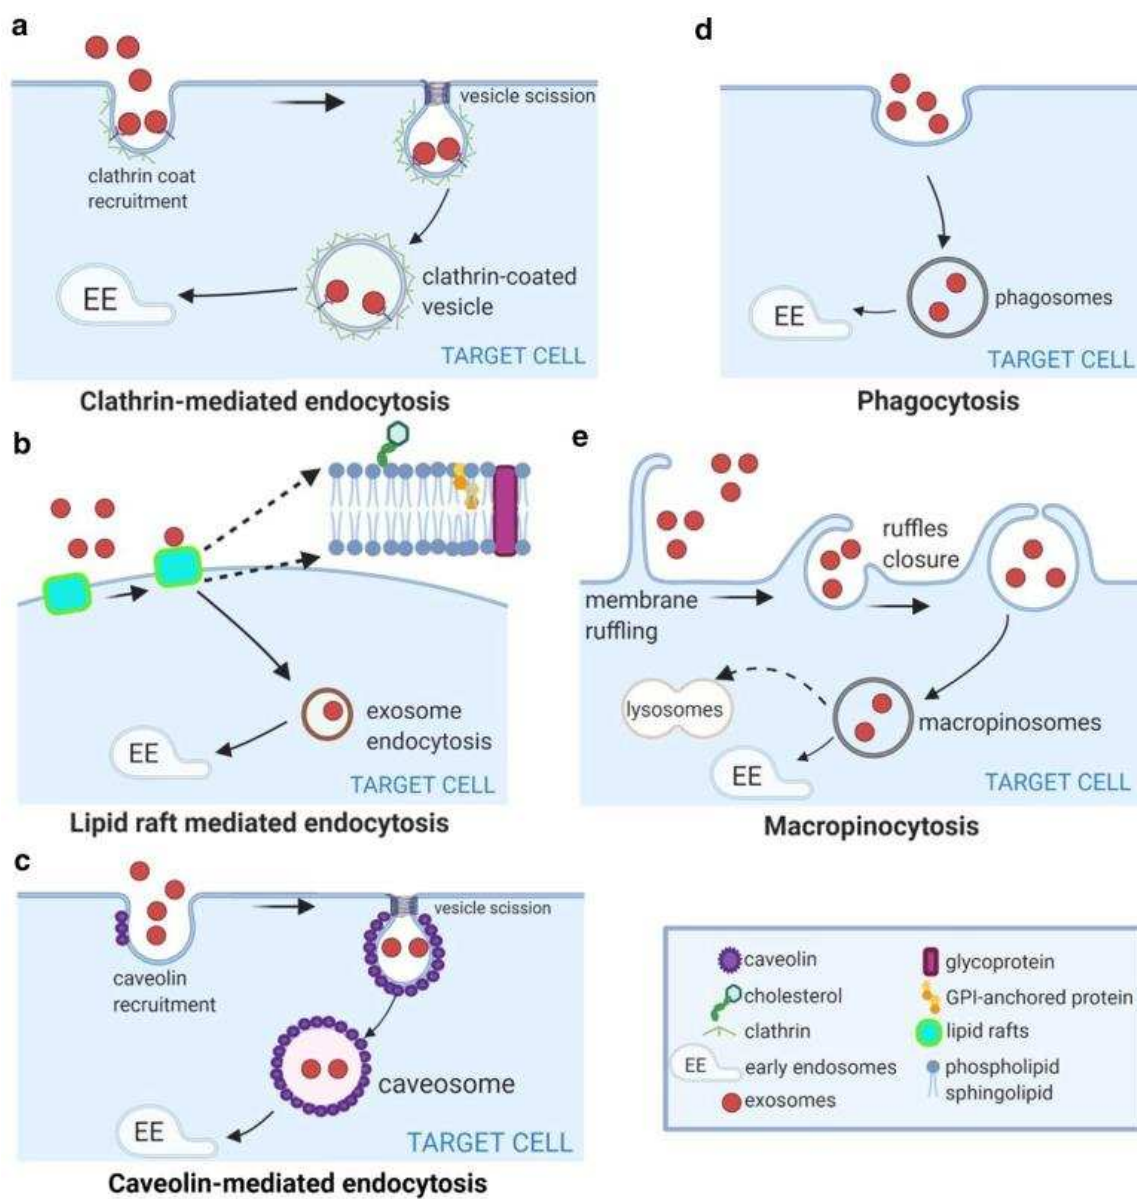 a
vesicle scission
clathrin coat
recruitment
clathrin-coated
vesicle
EE
TARGET CELL
Clathrin-mediated endocytosis
d
phagosomes
EE
TARGET CELL
Phagocytosis
b
exosome
endocytosis
EE
TARGET CELL
Lipid raft mediated endocytosis
e
ruffles
closure
membrane
ruffling
lysosomes
macropinosomes
EE
TARGET CELL
Macropinocytosis
c
vesicle scission
caveolin
recruitment
caveosome
EE
TARGET CELL
Caveolin-mediated endocytosis
caveolin
cholesterol
clathrin
EE early endosomes
exosomes
glycoprotein
GPI-anchored protein
lipid rafts
phospholipid
sphingolipid